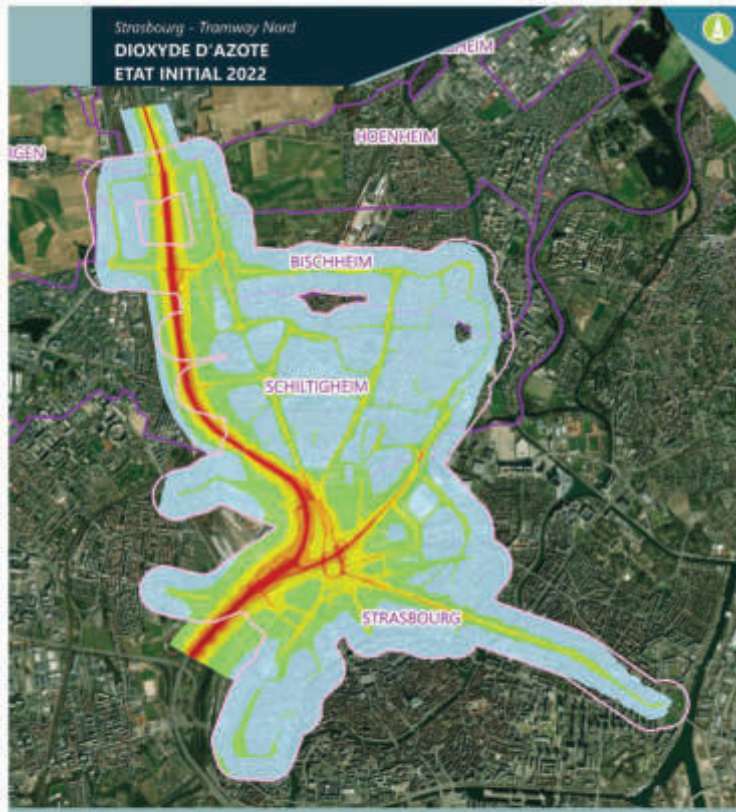 Strasbourg - Tramway Nord
DIOXYDE D'AZOTE
ETAT INITIAL 2022
HOENHEIM
BISCHHEIM
SCHILTIGHEIM
STRASBOURG